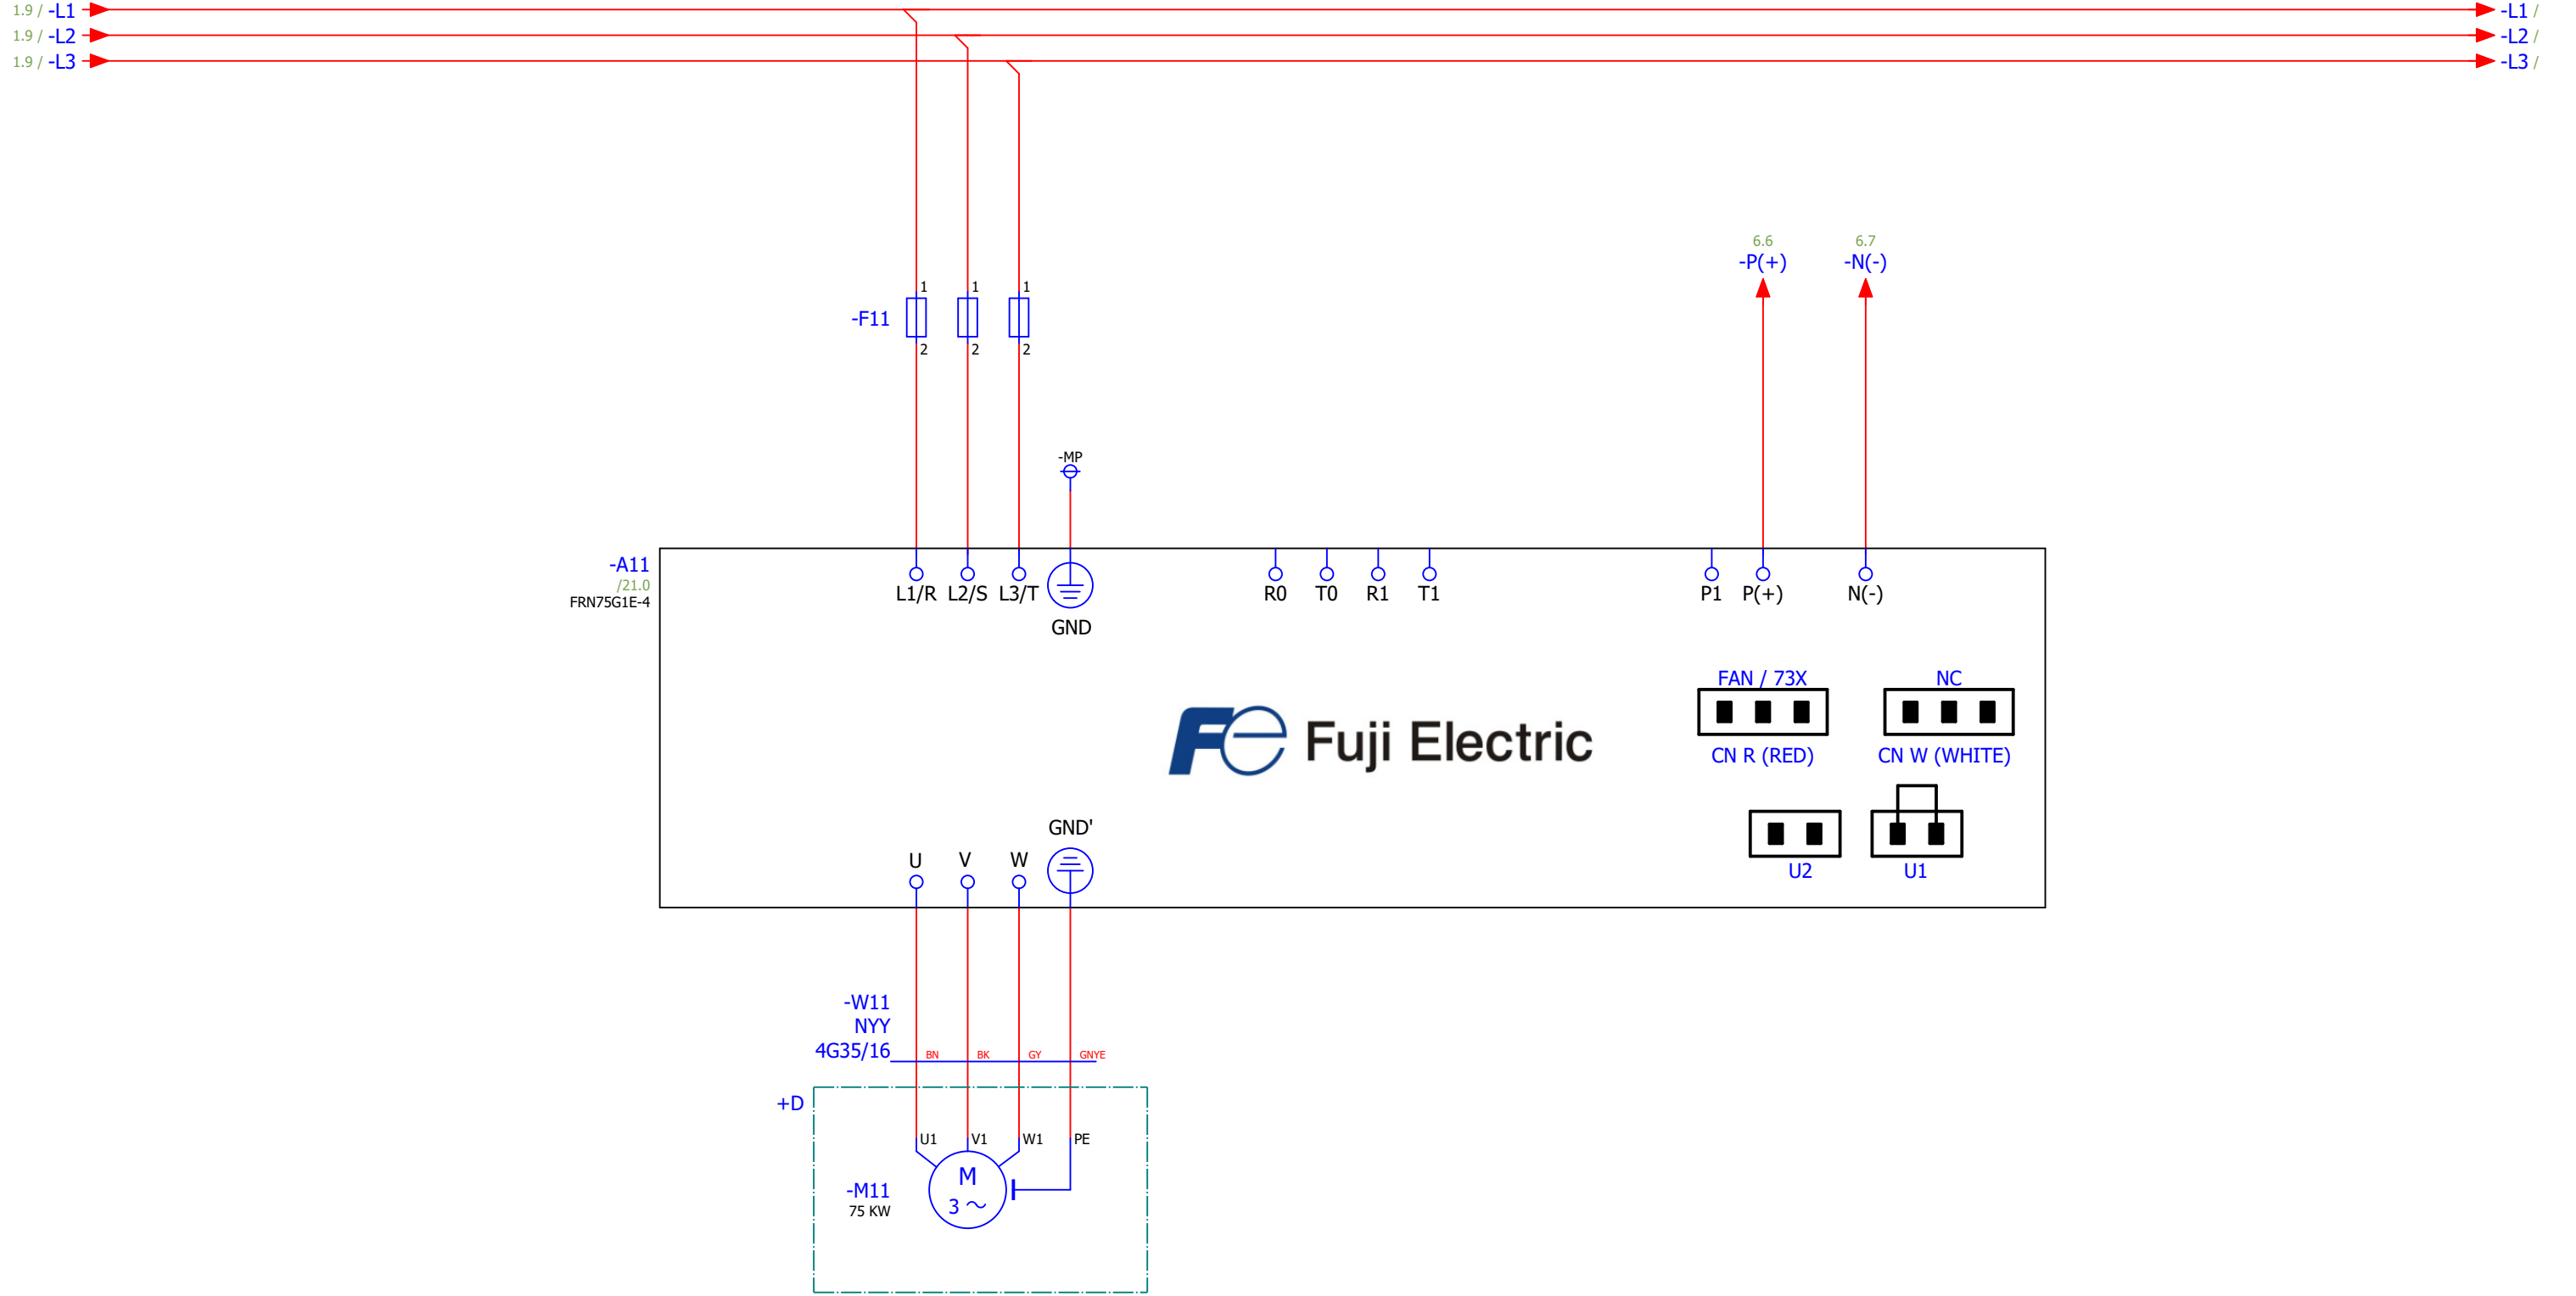 1.9 / -L1
-L1 /
1.9 / -L2
-L2 /
1.9 / -L3
-L3 /
6.6
6.7
-P(+)
-N(-)
1 1 1
-F11
2 2 2
-MP
-A11
/21.0
FRN75G1E-4
L1/R L2/S L3/T
GND
R0 T0 R1 T1
P1 P(+) N(-)
FAN / 73X
NC
Fuji Electric
CN R (RED)
CN W (WHITE)
U2
U1
GND'
U V W
-W11
NYY
4G35/16
BN BK GY GNYE
+D
U1 V1 W1 PE
M
3 ~
-M11
75 KW